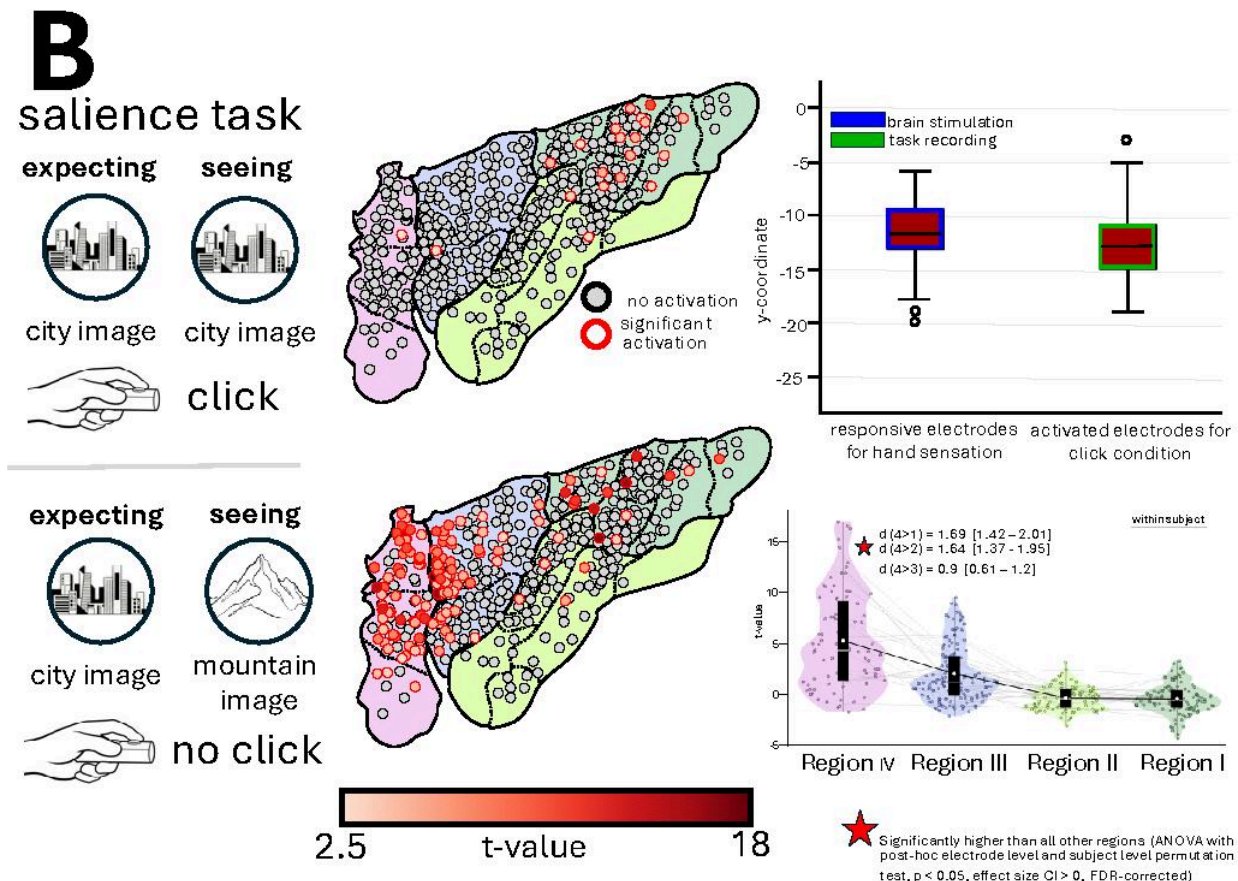 B
salience task
expecting seeing
city image city image
click
expecting seeing
city image mountain
image
no click
no activation
significant
activation
2.5 t-value 18
brain stimulation
task recording
y-coordinate
0
-5
-10
-15
-20
-25
responsive electrodes
for hand sensation
activated electrodes for
click condition
within subject
d (4>1) = 1.69 [1.42 – 2.01]
d (4>2) = 1.64 [1.37 - 1.95]
d (4>3) = 0.9 [0.61 – 1.2]
t-value
15
10
5
0
-5
Region IV Region III Region II Region I
Significantly higher than all other regions (ANOVA with
post-hoc electrode level and subject level permutation
test, p < 0.05, effect size CI > 0, FDR-corrected)